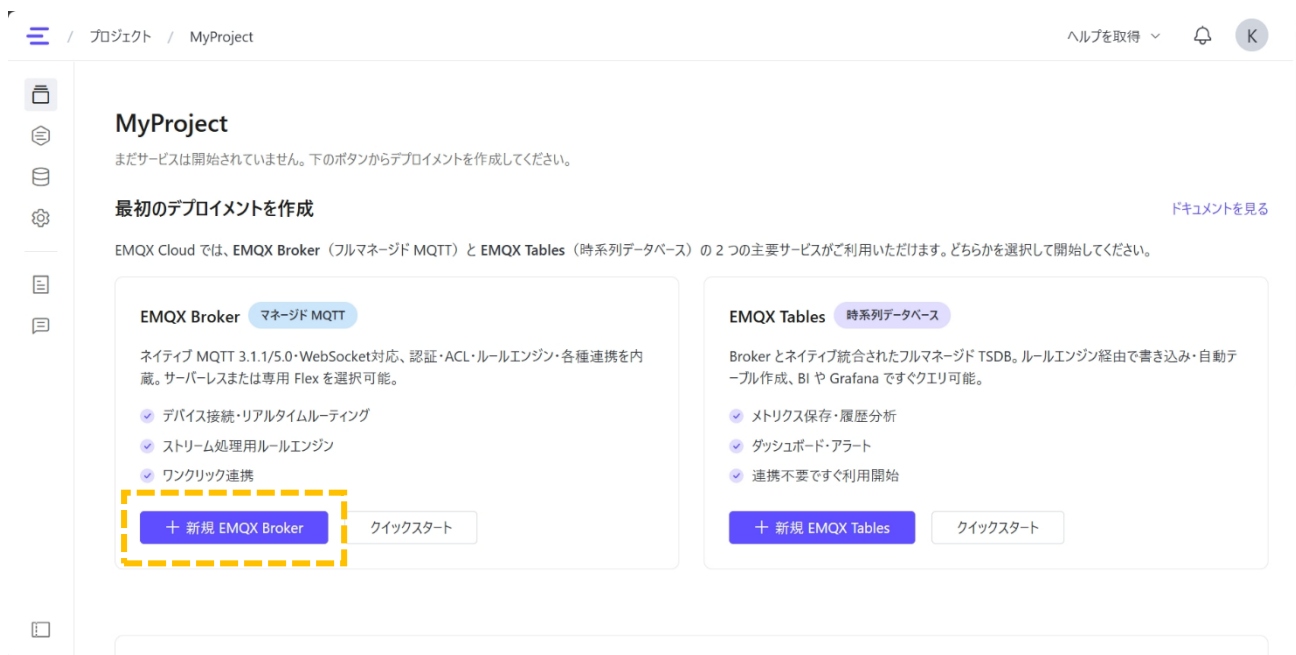 / プロジェクト / MyProject
ヘルプを取得
K
MyProject
まだサービスは開始されていません。下のボタンからデプロイメントを作成してください。
最初のデプロイメントを作成
ドキュメントを見る
EMQX Cloud では、EMQX Broker（フルマネージド MQTT）と EMQX Tables（時系列データベース）の 2 つの主要サービスがご利用いただけます。どちらかを選択して開始してください。
EMQX Broker マネージド MQTT
ネイティブ MQTT 3.1.1/5.0・WebSocket対応、認証・ACL・ルールエンジン・各種連携を内
蔵。サーバーレスまたは専用 Flex を選択可能。
デバイス接続・リアルタイムルーティング
ストリーム処理用ルールエンジン
ワンクリック連携
＋ 新規 EMQX Broker
クイックスタート
EMQX Tables 時系列データベース
Broker とネイティブ統合されたフルマネージド TSDB。ルールエンジン経由で書き込み・自動テ
ーブル作成、BI や Grafana ですぐクエリ可能。
メトリクス保存・履歴分析
ダッシュボード・アラート
連携不要ですぐ利用開始
＋ 新規 EMQX Tables
クイックスタート